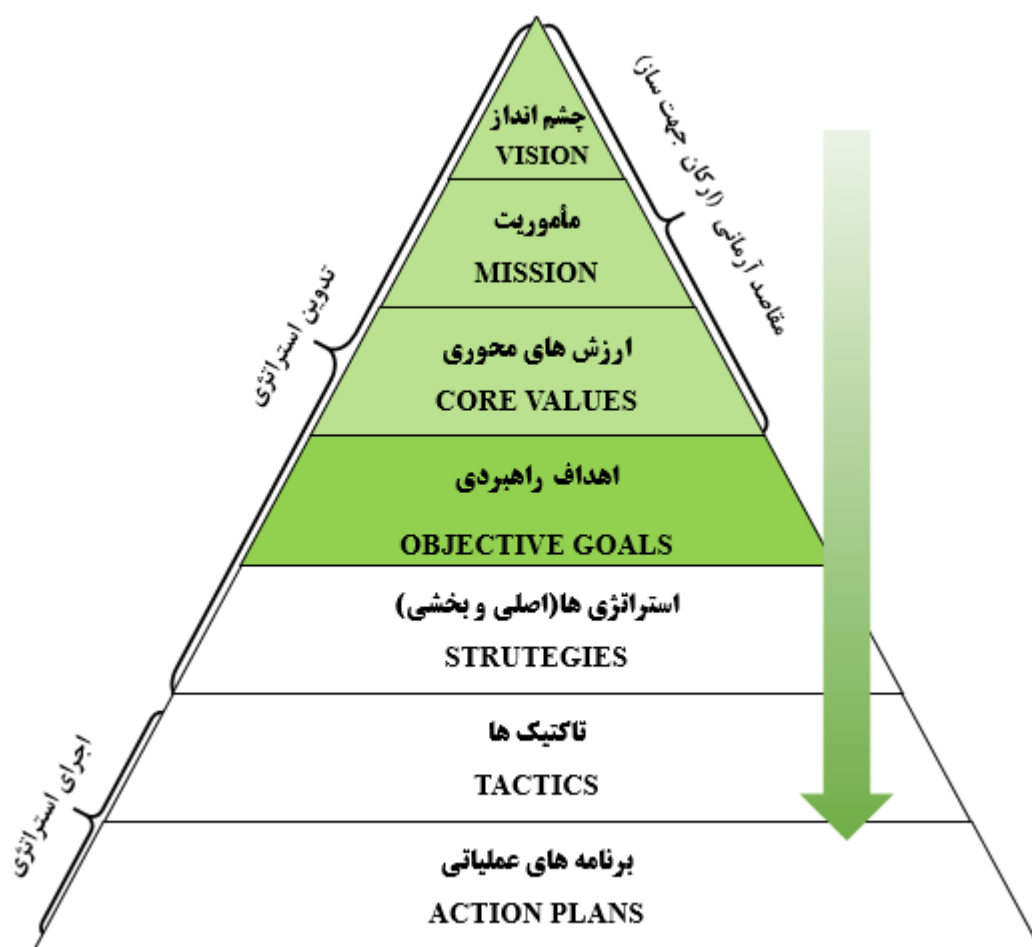 چشم انداز
VISION
مأموریت
MISSION
ارزش های محوری
CORE VALUES
اهداف راهبردی
OBJECTIVE GOALS
استراتژی ها(اصلی و بخشی)
STRUTEGIES
تاکتیک ها
TACTICS
برنامه های عملیاتی
ACTION PLANS
مقاصد آرمانی (ارکان جهت ساز)
تدوین استراتژی
اجرای استراتژی